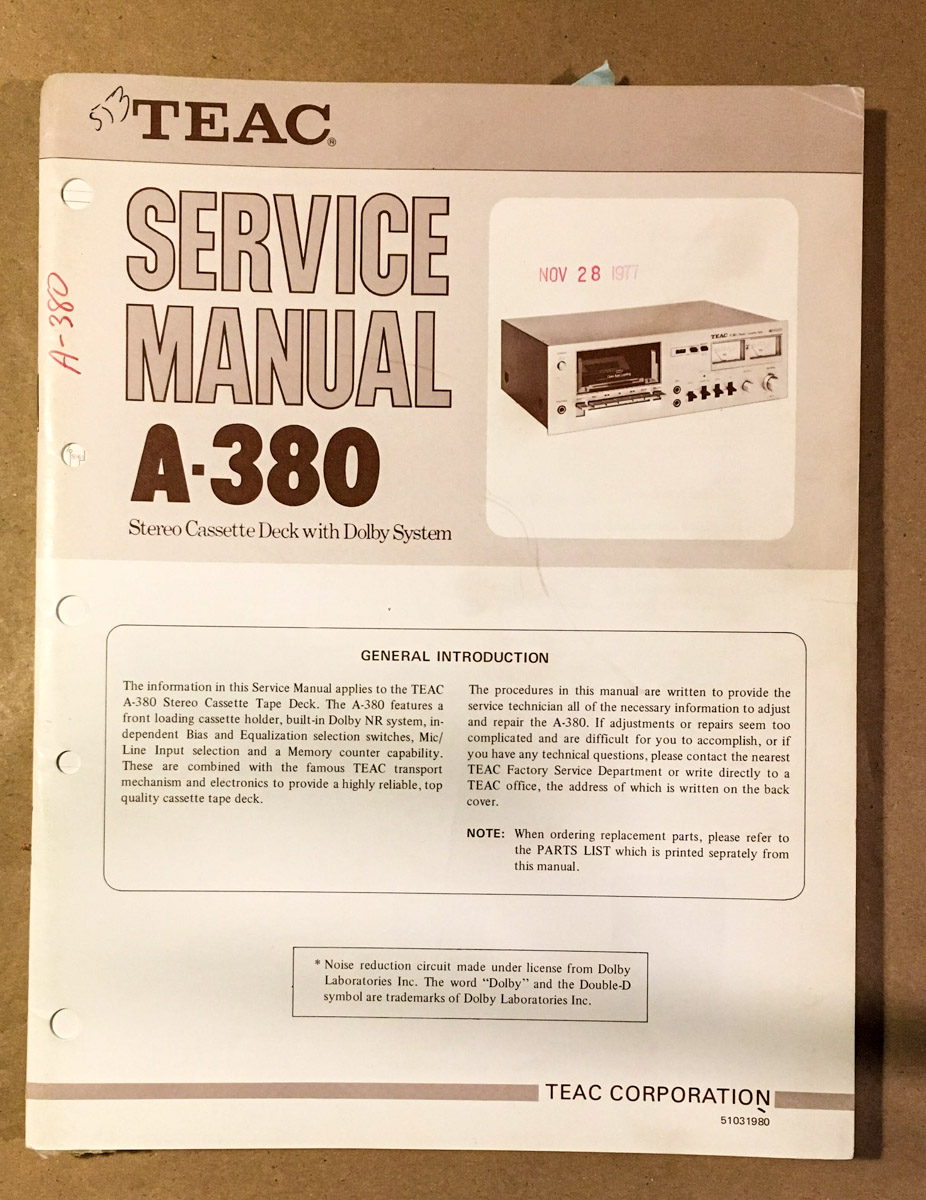 513
TEAC®
SERVICE
MANUAL
A-380
Stereo Cassette Deck with Dolby System
A-380
NOV 28 1977
TEAC
GENERAL INTRODUCTION
The information in this Service Manual applies to the TEAC
A-380 Stereo Cassette Tape Deck. The A-380 features a
front loading cassette holder, built-in Dolby NR system, in-
dependent Bias and Equalization selection switches, Mic/
Line Input selection and a Memory counter capability.
These are combined with the famous TEAC transport
mechanism and electronics to provide a highly reliable, top
quality cassette tape deck.
The procedures in this manual are written to provide the
service technician all of the necessary information to adjust
and repair the A-380. If adjustments or repairs seem too
complicated and are difficult for you to accomplish, or if
you have any technical questions, please contact the nearest
TEAC Factory Service Department or write directly to a
TEAC office, the address of which is written on the back
cover.
NOTE: When ordering replacement parts, please refer to
the PARTS LIST which is printed seprately from
this manual.
* Noise reduction circuit made under license from Dolby
Laboratories Inc. The word “Dolby” and the Double-D
symbol are trademarks of Dolby Laboratories Inc.
TEAC CORPORATION
51031980